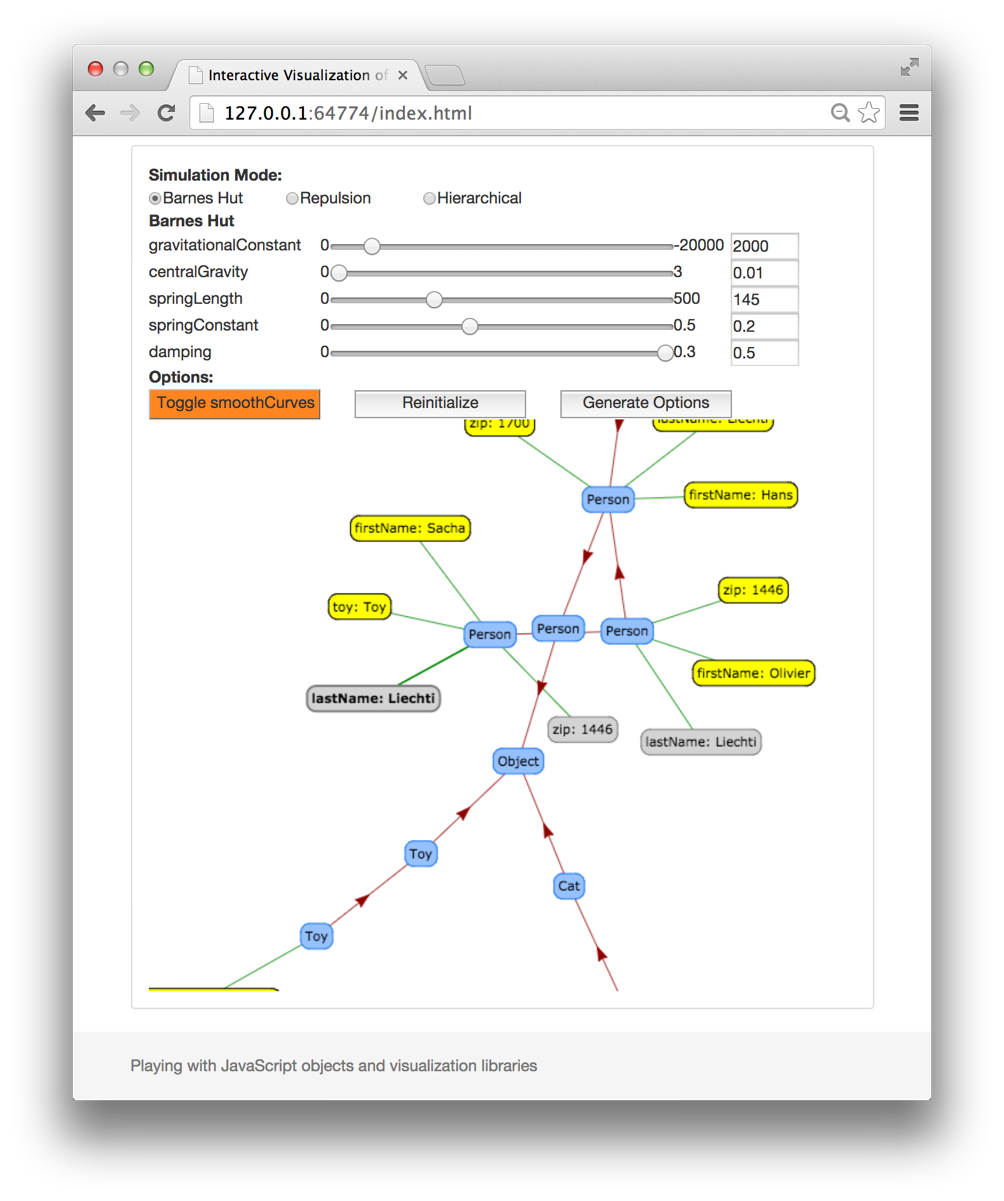 Interactive Visualization of
127.0.0.1:64774/index.html
Simulation Mode:
Barnes Hut Repulsion Hierarchical
Barnes Hut
gravitationalConstant 0 -20000 2000
centralGravity 0 3 0.01
springLength 0 500 145
springConstant 0 0.5 0.2
damping 0 0.3 0.5
Options:
Toggle smoothCurves Reinitialize Generate Options
zip: 1700 lastName: Liechti
Person firstName: Hans
firstName: Sacha
zip: 1446
toy: Toy
Person Person Person
firstName: Olivier
lastName: Liechti
zip: 1446 lastName: Liechti
Object
Toy
Cat
Toy
Playing with JavaScript objects and visualization libraries